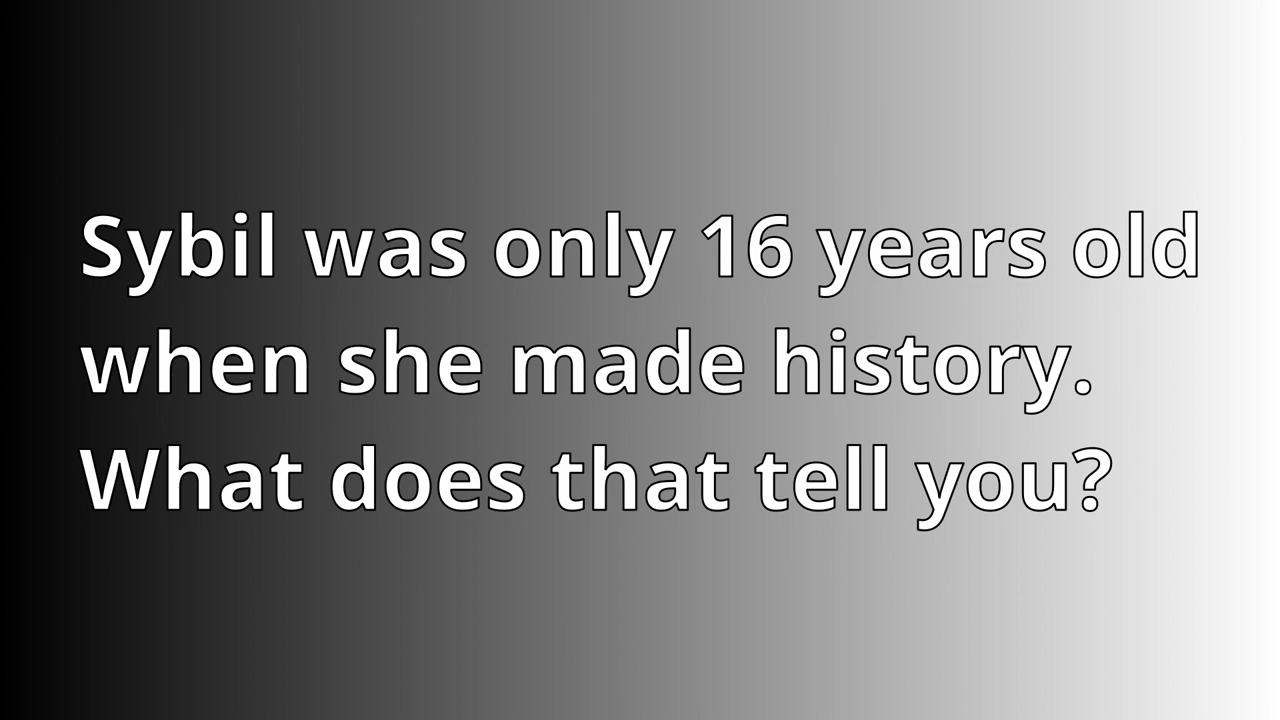 Sybil was only 16 years old
when she made history.
What does that tell you?